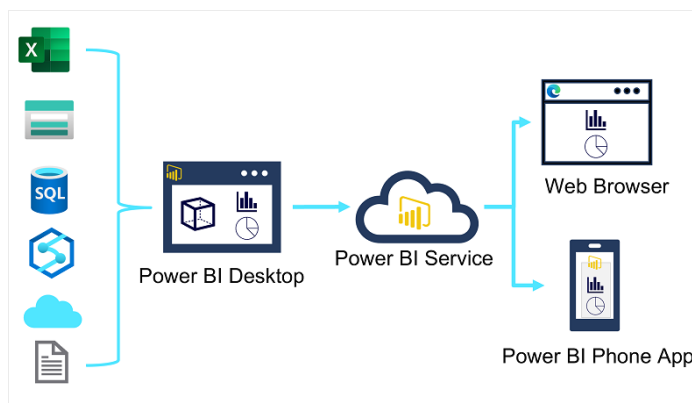 X
SQL
Power BI Desktop
Power BI Service
Web Browser
Power BI Phone App